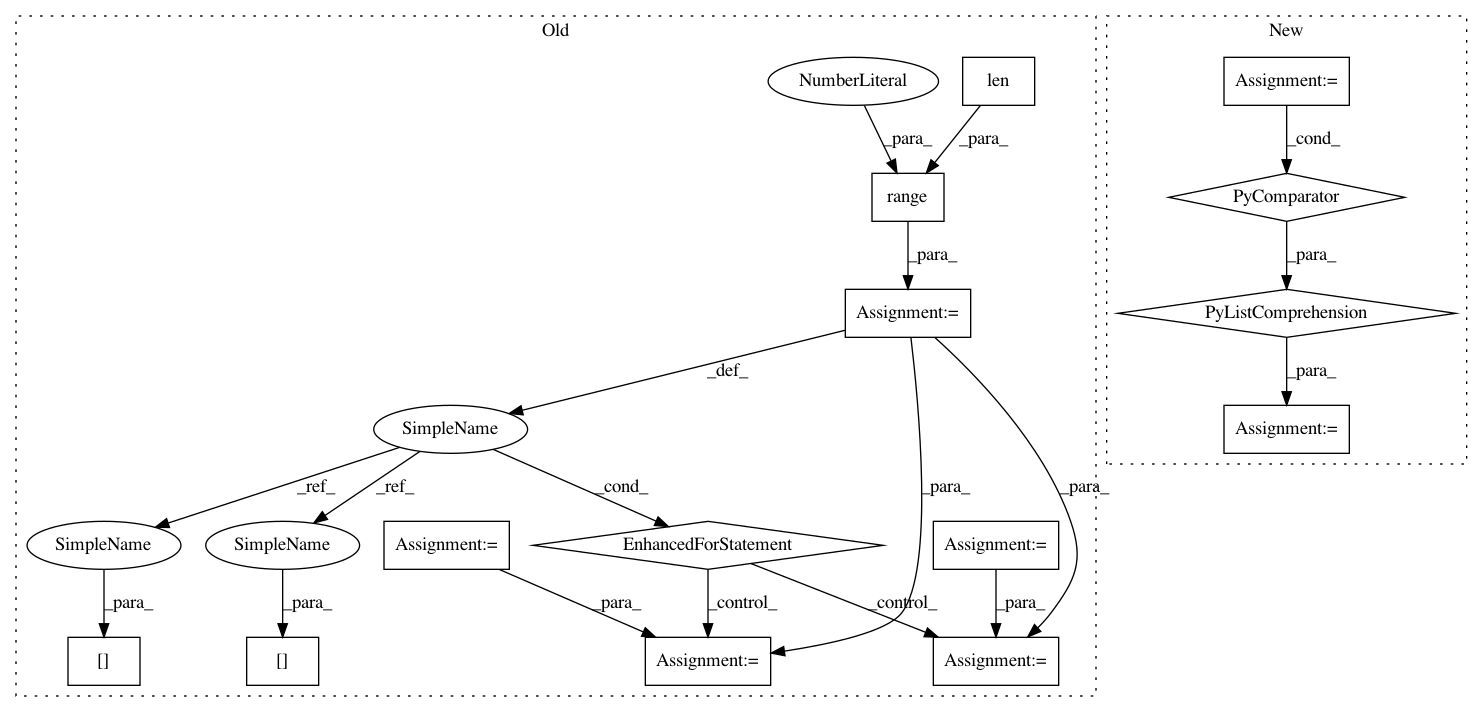 Old
New
NumberLiteral
len
Assignment:=
_para_
_para_
_cond_
range
PyComparator
_para_
_para_
Assignment:=
PyListComprehension
_def_
_para_
SimpleName
Assignment:=
_ref_
_ref_
_cond_
_para_
_para_
SimpleName
SimpleName
Assignment:=
EnhancedForStatement
Assignment:=
_para_
_para_
_para_
_control_
_control_
_para_
[]
[]
Assignment:=
Assignment:=